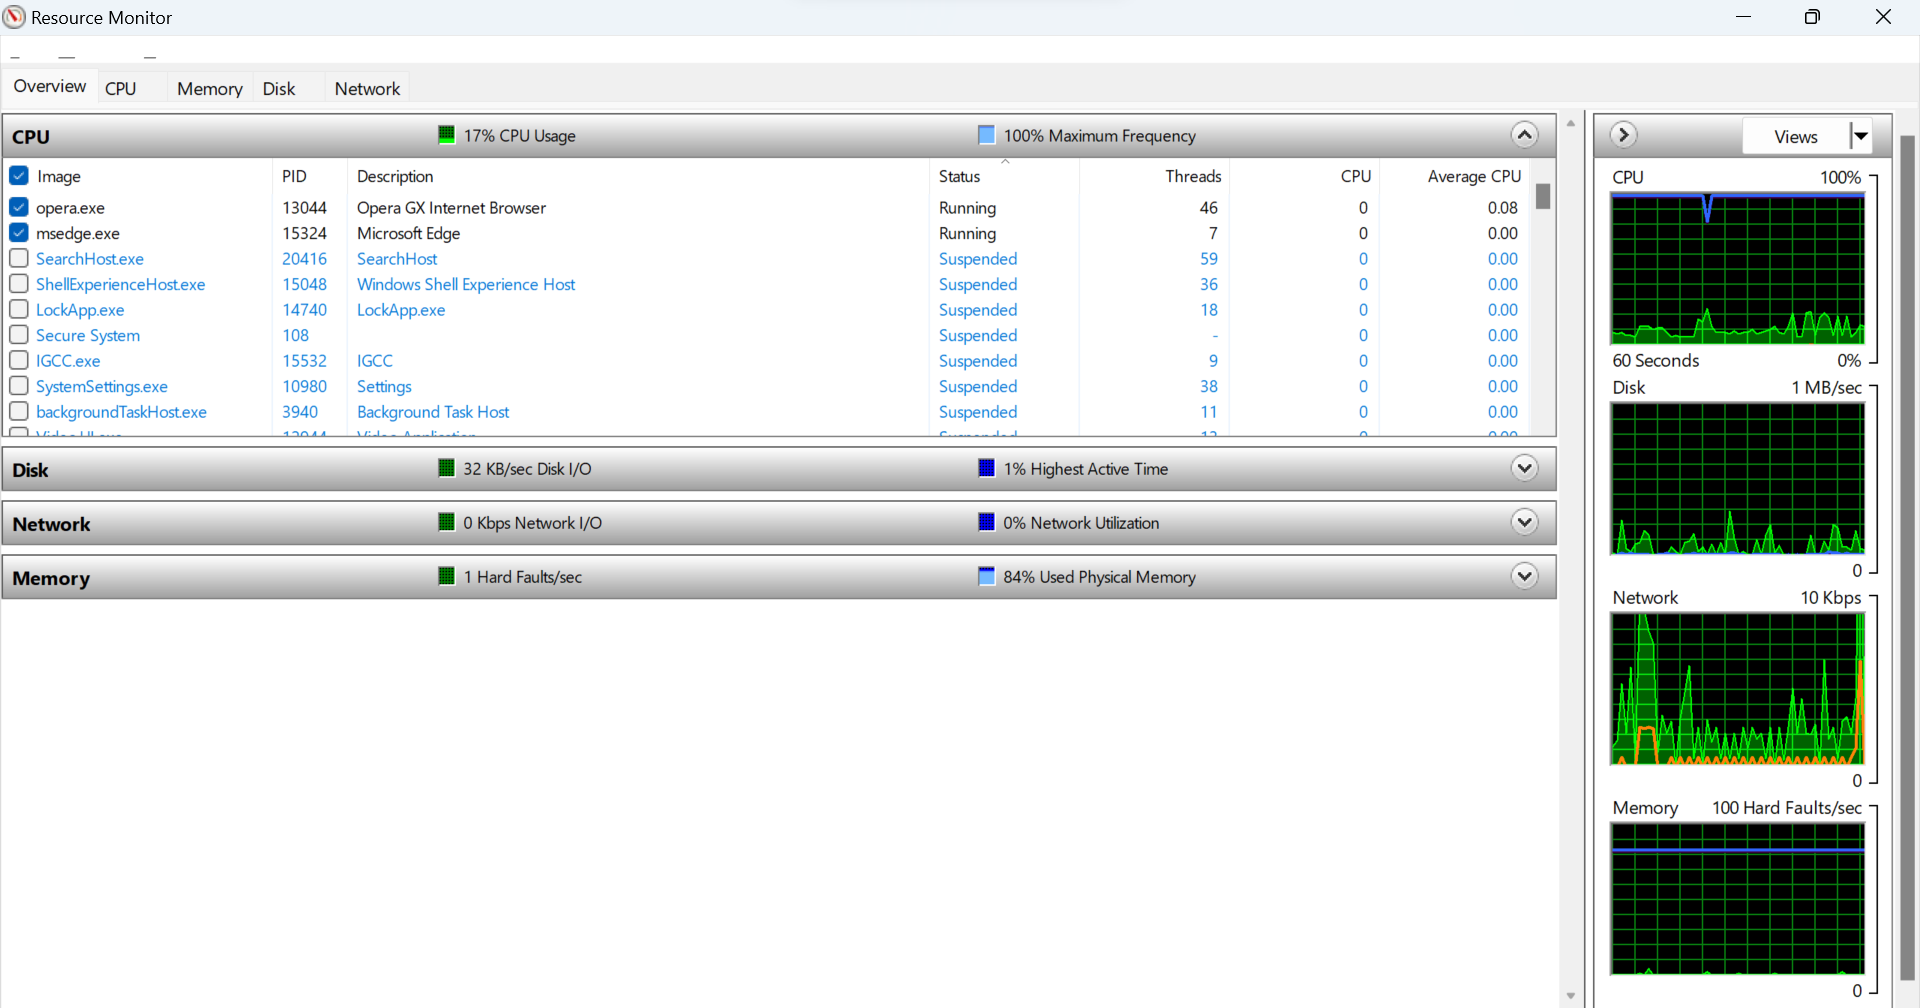 Resource Monitor
Overview CPU Memory Disk Network
CPU 17% CPU Usage 100% Maximum Frequency
Image PID Description Status Threads CPU Average CPU
opera.exe 13044 Opera GX Internet Browser Running 46 0 0.08
msedge.exe 15324 Microsoft Edge Running 7 0 0.00
SearchHost.exe 20416 SearchHost Suspended 59 0 0.00
ShellExperienceHost.exe 15048 Windows Shell Experience Host Suspended 36 0 0.00
LockApp.exe 14740 LockApp.exe Suspended 18 0 0.00
Secure System 108 Suspended - 0 0.00
IGCC.exe 15532 IGCC Suspended 9 0 0.00
SystemSettings.exe 10980 Settings Suspended 38 0 0.00
backgroundTaskHost.exe 3940 Background Task Host Suspended 11 0 0.00
Disk 32 KB/sec Disk I/O 1% Highest Active Time
Network 0 Kbps Network I/O 0% Network Utilization
Memory 1 Hard Faults/sec 84% Used Physical Memory
Views
CPU 100%
60 Seconds 0%
Disk 1 MB/sec
0
Network 10 Kbps
0
Memory 100 Hard Faults/sec
0